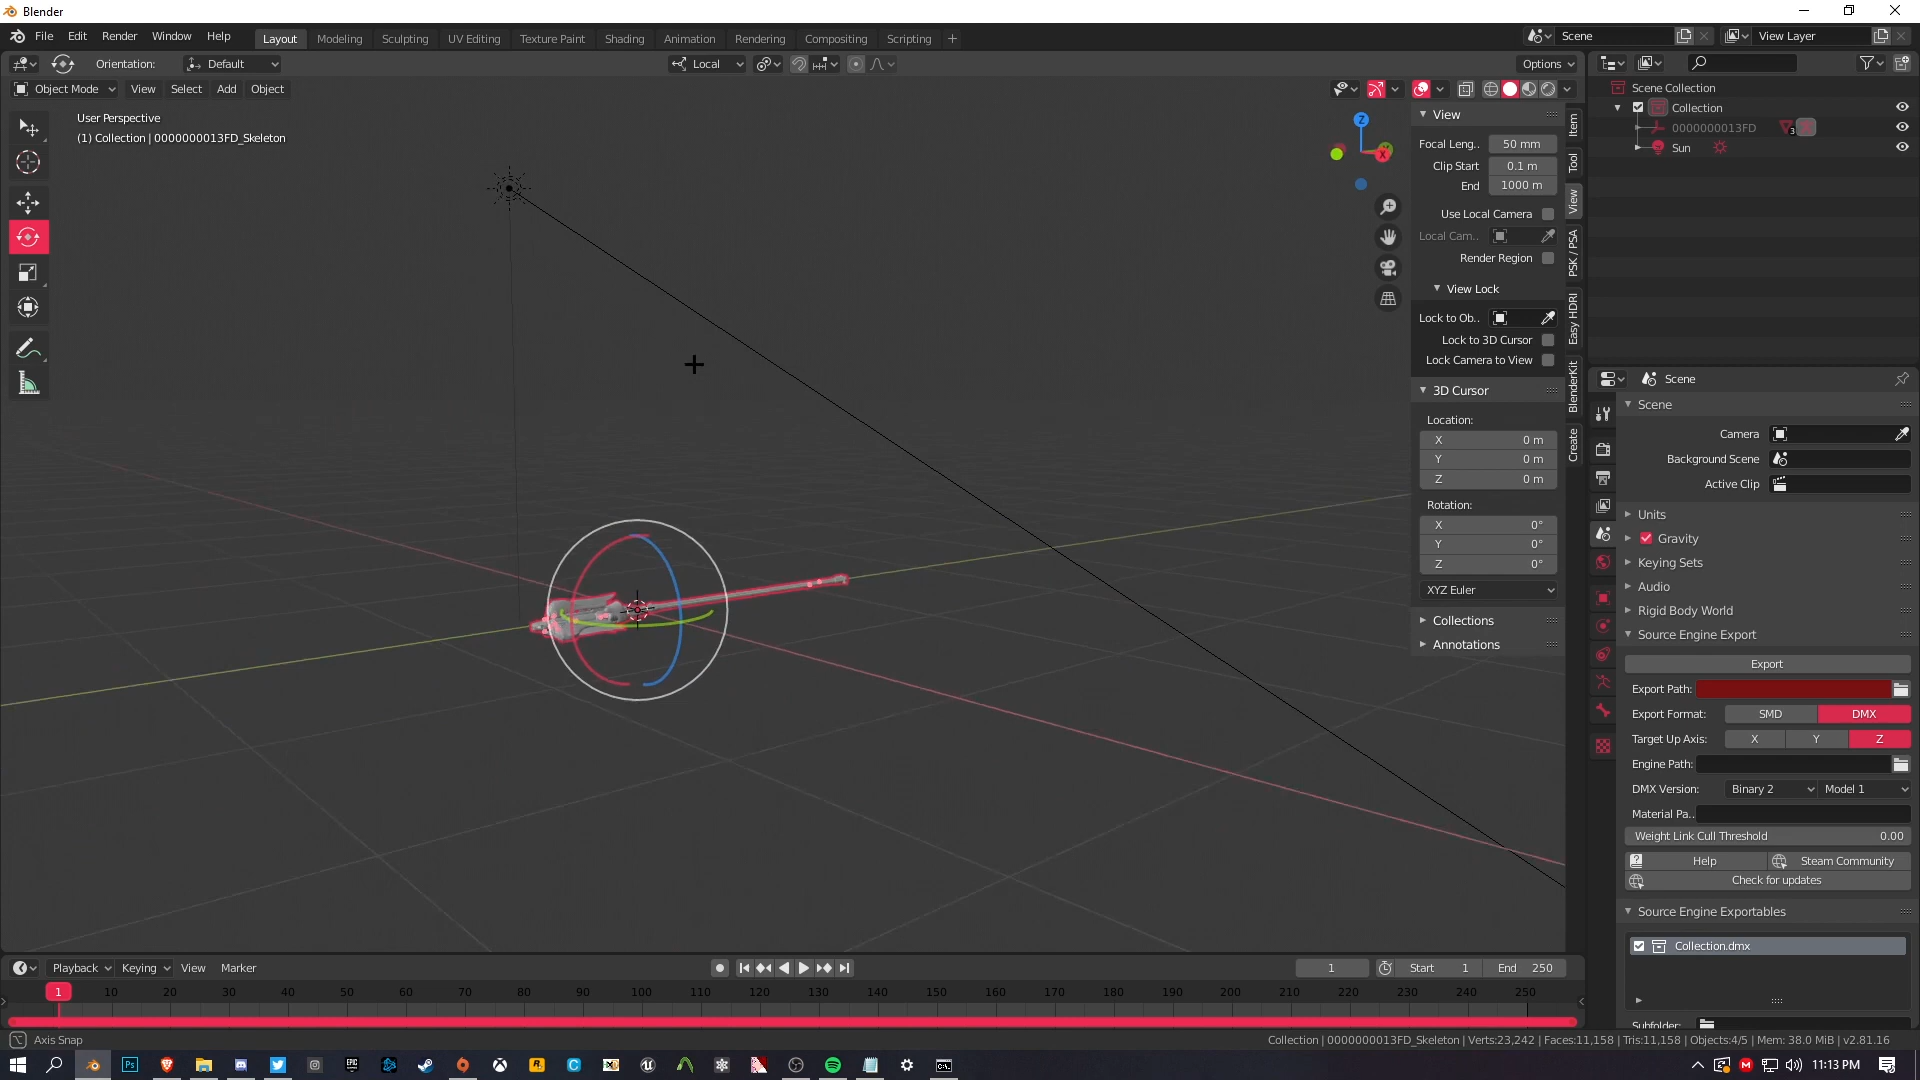 Blender
File Edit Render Window Help
Layout Modeling Sculpting UV Editing Texture Paint Shading Animation Rendering Compositing Scripting +
Scene
View Layer
Orientation: Default
Local
Options
Object Mode View Select Add Object
User Perspective
(1) Collection | 0000000013FD_Skeleton
Z
X
View
Focal Leng.. 50 mm
Clip Start 0.1 m
End 1000 m
Use Local Camera
Local Cam..
Render Region
View Lock
Lock to Ob..
Lock to 3D Cursor
Lock Camera to View
3D Cursor
Location:
X 0 m
Y 0 m
Z 0 m
Rotation:
X 0°
Y 0°
Z 0°
XYZ Euler
Collections
Annotations
Item
Tool
View
PSK / PSA
Easy HDRI
BlenderKit
Create
Scene Collection
Collection
0000000013FD 3
Sun
Scene
Scene
Camera
Background Scene
Active Clip
Units
Gravity
Keying Sets
Audio
Rigid Body World
Source Engine Export
Export
Export Path:
Export Format: SMD DMX
Target Up Axis: X Y Z
Engine Path:
DMX Version: Binary 2 Model 1
Material Pa..
Weight Link Cull Threshold 0.00
Help Steam Community
Check for updates
Source Engine Exportables
Collection.dmx
Subfolder:
Playback Keying View Marker
1 Start 1 End 250
1 10 20 30 40 50 60 70 80 90 100 110 120 130 140 150 160 170 180 190 200 210 220 230 240 250
Axis Snap
Collection | 0000000013FD_Skeleton | Verts:23,242 | Faces:11,158 | Tris:11,158 | Objects:4/5 | Mem: 38.0 MiB | v2.81.16
Ps
EPIC
11:13 PM